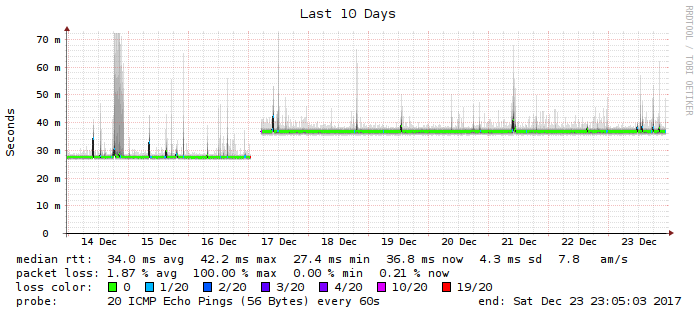 Last 10 Days
RRDTOOL / TOBI OETIKER
Seconds
70 m
60 m
50 m
40 m
30 m
20 m
10 m
0
14 Dec 15 Dec 16 Dec 17 Dec 18 Dec 19 Dec 20 Dec 21 Dec 22 Dec 23 Dec
median rtt: 34.0 ms avg 42.2 ms max 27.4 ms min 36.8 ms now 4.3 ms sd 7.8 am/s
packet loss: 1.87 % avg 100.00 % max 0.00 % min 0.21 % now
loss color: 0 1/20 2/20 3/20 4/20 10/20 19/20
probe: 20 ICMP Echo Pings (56 Bytes) every 60s end: Sat Dec 23 23:05:03 2017